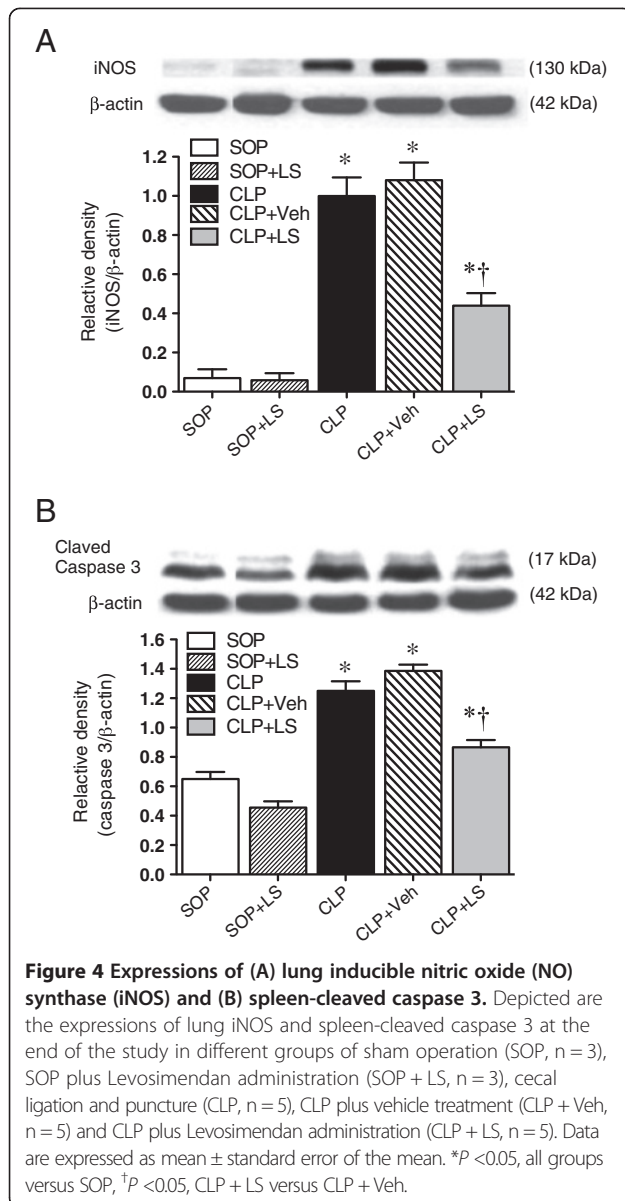 A
iNOS
(130 kDa)
β-actin
(42 kDa)
SOP
SOP+LS
CLP
CLP+Veh
CLP+LS
Relactive density
(iNOS/β-actin)
1.2
1.0
0.8
0.6
0.4
0.2
0.0
*
*
*†
SOP
SOP+LS
CLP
CLP+Veh
CLP+LS
B
Claved
Caspase 3
(17 kDa)
β-actin
(42 kDa)
SOP
SOP+LS
CLP
CLP+Veh
CLP+LS
Relactive density
(caspase 3/β-actin)
1.6
1.4
1.2
1.0
0.8
0.6
0.4
0.2
0.0
*
*
*†
SOP
SOP+LS
CLP
CLP+Veh
CLP+LS
Figure 4 Expressions of (A) lung inducible nitric oxide (NO)
synthase (iNOS) and (B) spleen-cleaved caspase 3. Depicted are
the expressions of lung iNOS and spleen-cleaved caspase 3 at the
end of the study in different groups of sham operation (SOP, n = 3),
SOP plus Levosimendan administration (SOP + LS, n = 3), cecal
ligation and puncture (CLP, n = 5), CLP plus vehicle treatment (CLP + Veh,
n = 5) and CLP plus Levosimendan administration (CLP + LS, n = 5). Data
are expressed as mean ± standard error of the mean. *P <0.05, all groups
versus SOP, †P <0.05, CLP + LS versus CLP + Veh.